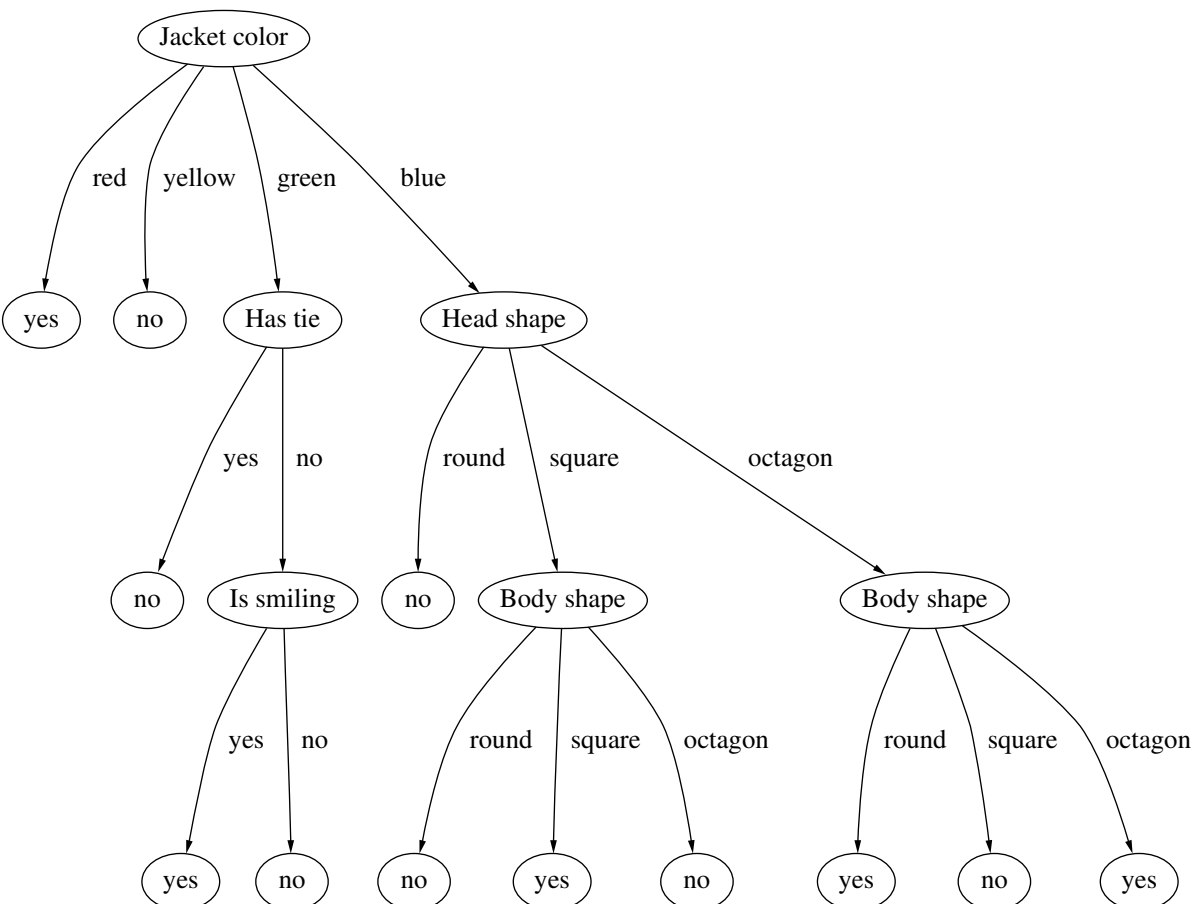 Jacket color
red yellow green blue
yes no Has tie Head shape
yes no round square octagon
no Is smiling no Body shape Body shape
yes no round square octagon round square octagon
yes no no yes no yes no yes